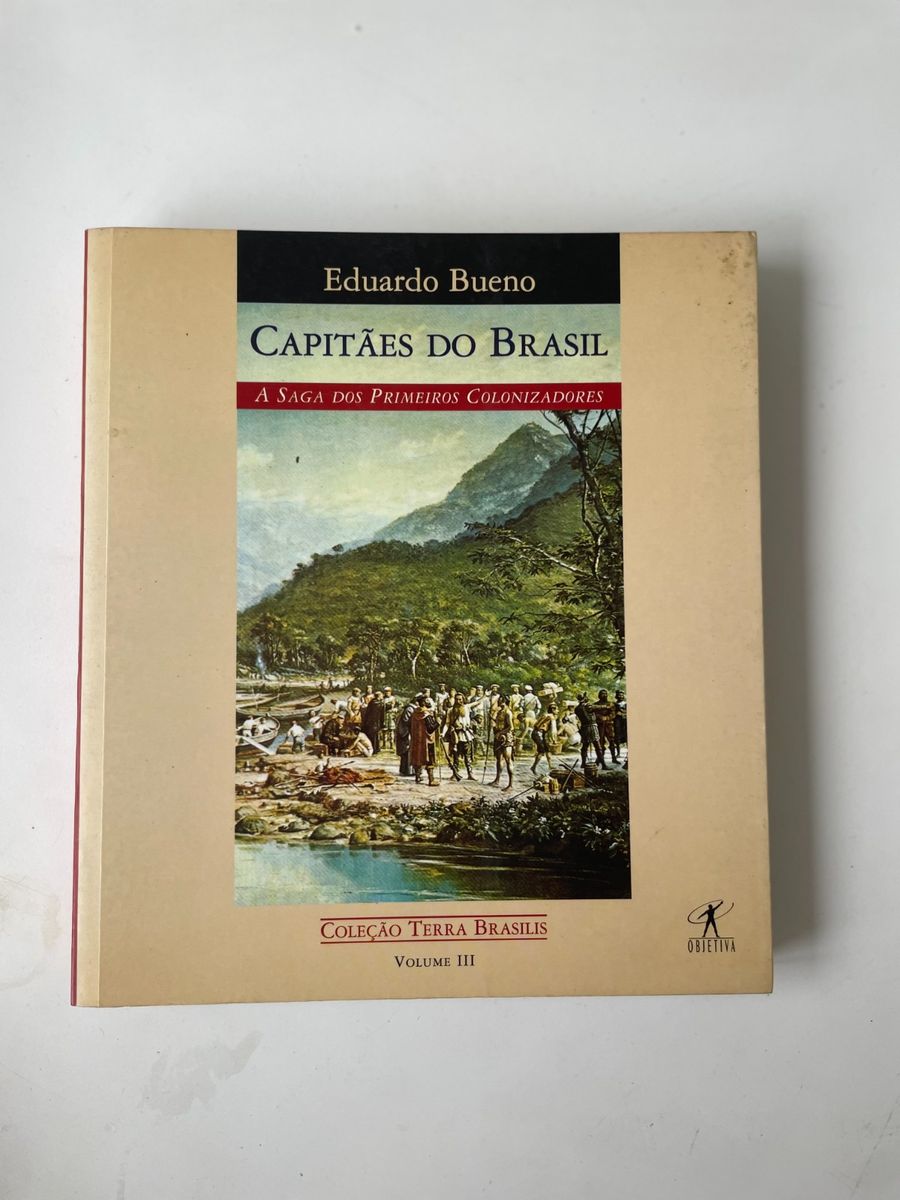 Eduardo Bueno
CAPITÃES DO BRASIL
A SAGA DOS PRIMEIROS COLONIZADORES
COLEÇÃO TERRA BRASILIS
VOLUME III
OBJETIVA